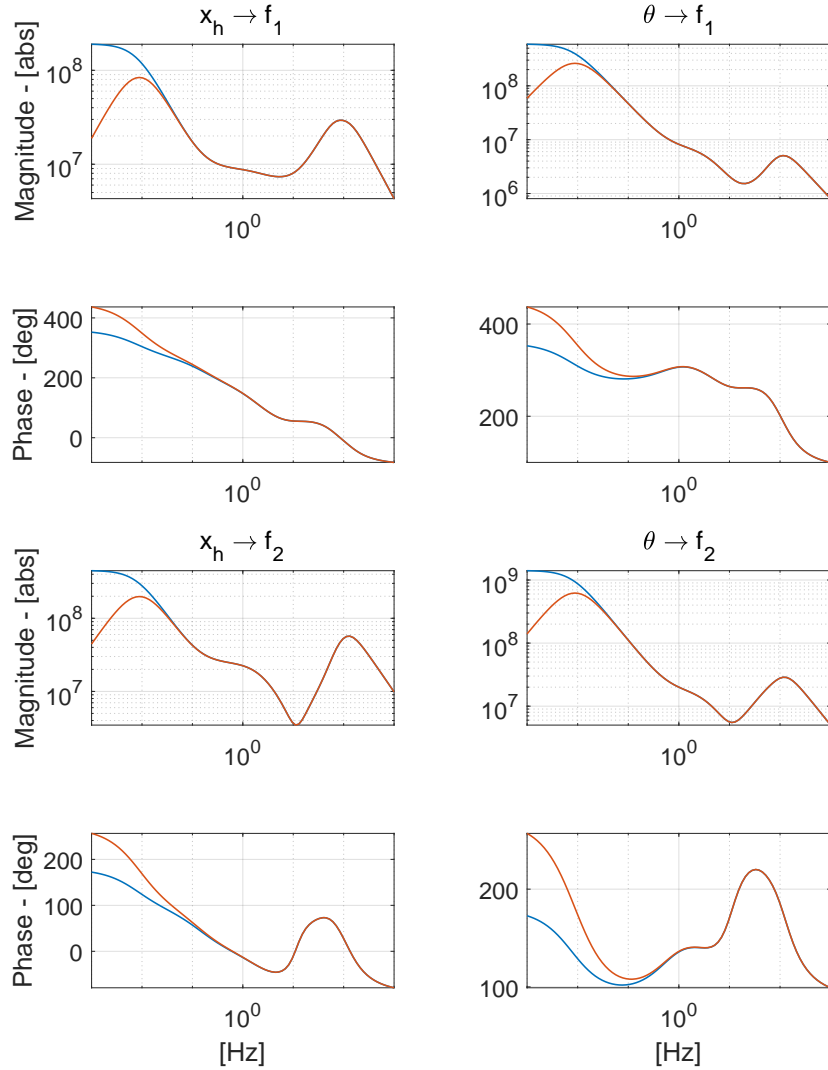 x_h → f_1
θ → f_1
Magnitude - [abs]
10^8
10^7
10^0
10^8
10^7
10^6
10^0
Phase - [deg]
400
200
0
10^0
400
200
10^0
x_h → f_2
θ → f_2
Magnitude - [abs]
10^8
10^7
10^0
10^9
10^8
10^7
10^0
Phase - [deg]
200
100
0
10^0
[Hz]
200
100
10^0
[Hz]